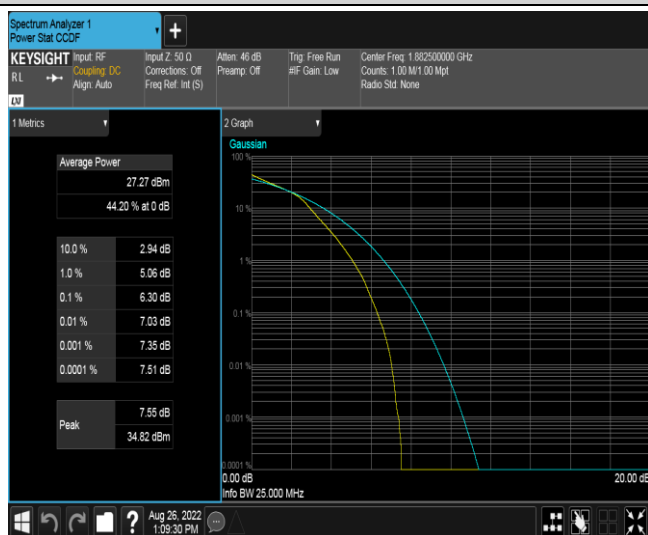 Spectrum Analyzer 1
Power Stat CCDF
KEYSIGHT
Input: RF
Coupling: DC
Align: Auto
Input Z: 50 Ω
Corrections: Off
Freq Ref: Int (S)
Atten: 46 dB
Preamp: Off
Trig: Free Run
#IF Gain: Low
Center Freq: 1.882500000 GHz
Counts: 1.00 M/1.00 Mpt
Radio Std: None
R L
LXI
1 Metrics
Average Power
27.27 dBm
44.20 % at 0 dB
10.0 % 2.94 dB
1.0 % 5.06 dB
0.1 % 6.30 dB
0.01 % 7.03 dB
0.001 % 7.35 dB
0.0001 % 7.51 dB
Peak
7.55 dB
34.82 dBm
2 Graph
Gaussian
100 %
10 %
1 %
0.1 %
0.01 %
0.001 %
0.0001 %
0.00 dB
20.00 dB
Info BW 25.000 MHz
Aug 26, 2022
1:09:30 PM